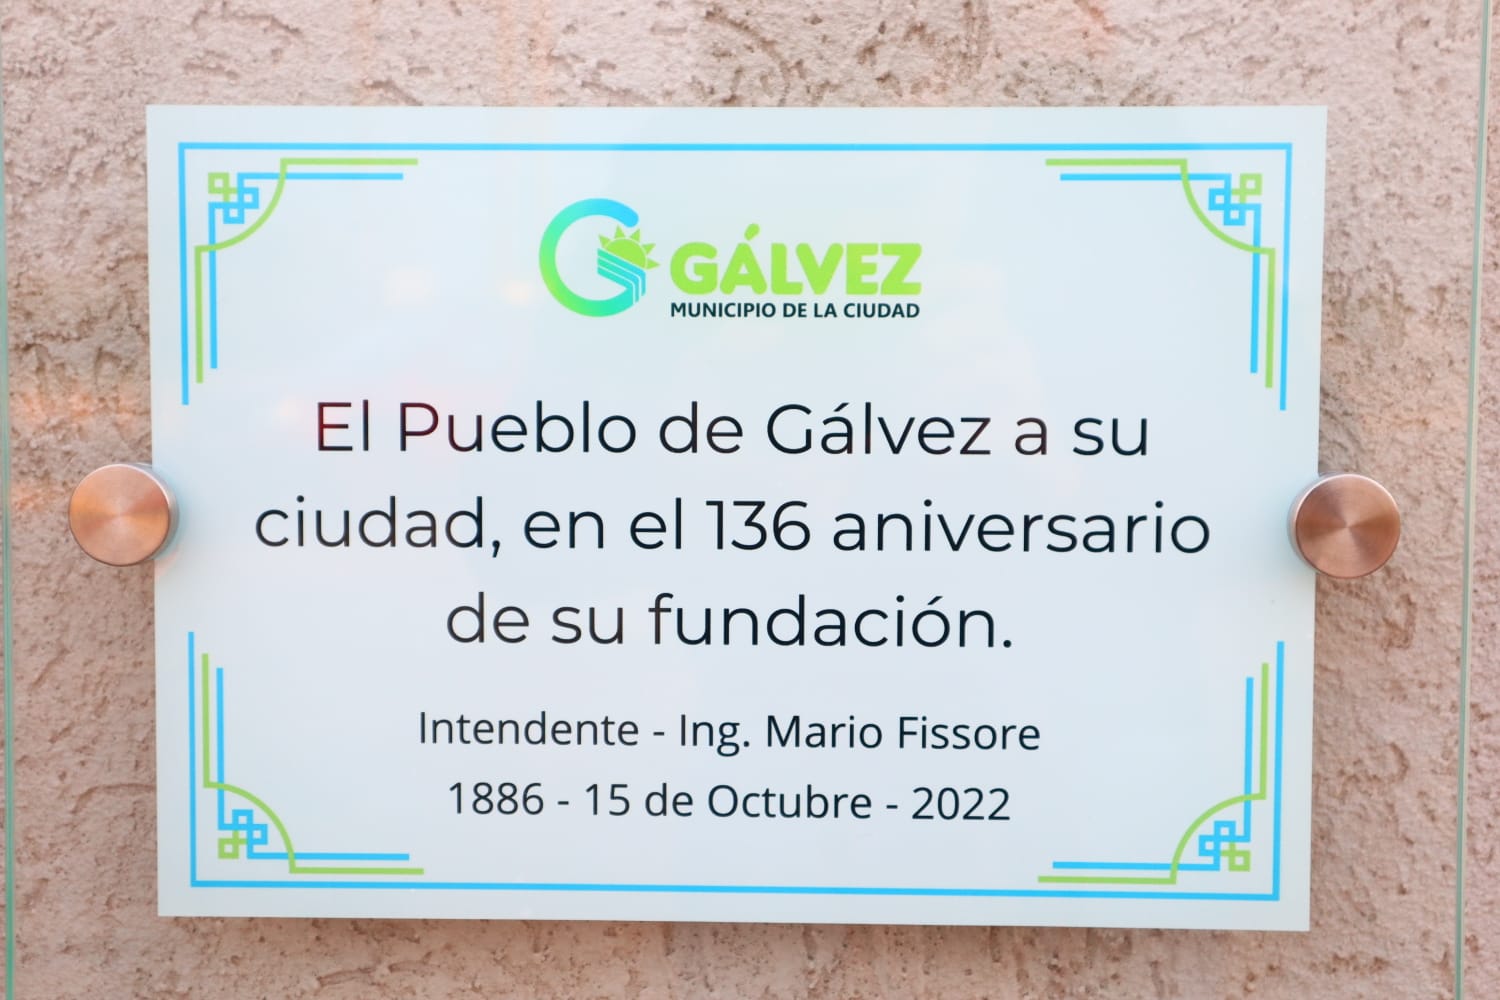 GÁLVEZ
MUNICIPIO DE LA CIUDAD
El Pueblo de Gálvez a su
ciudad, en el 136 aniversario
de su fundación.
Intendente - Ing. Mario Fissore
1886 - 15 de Octubre - 2022